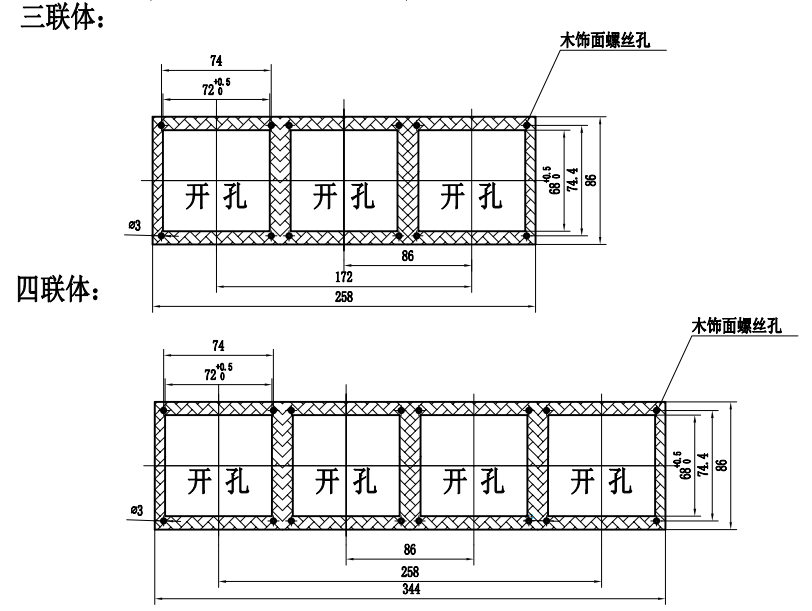 三联体：
木饰面螺丝孔
74
72 +0.5 0
开 孔
开 孔
开 孔
68 +0.5 0
74.4
86
ø3
86
172
258
四联体：
木饰面螺丝孔
74
72 +0.5 0
开 孔
开 孔
开 孔
开 孔
68 +0.5 0
74.4
86
ø3
86
258
344